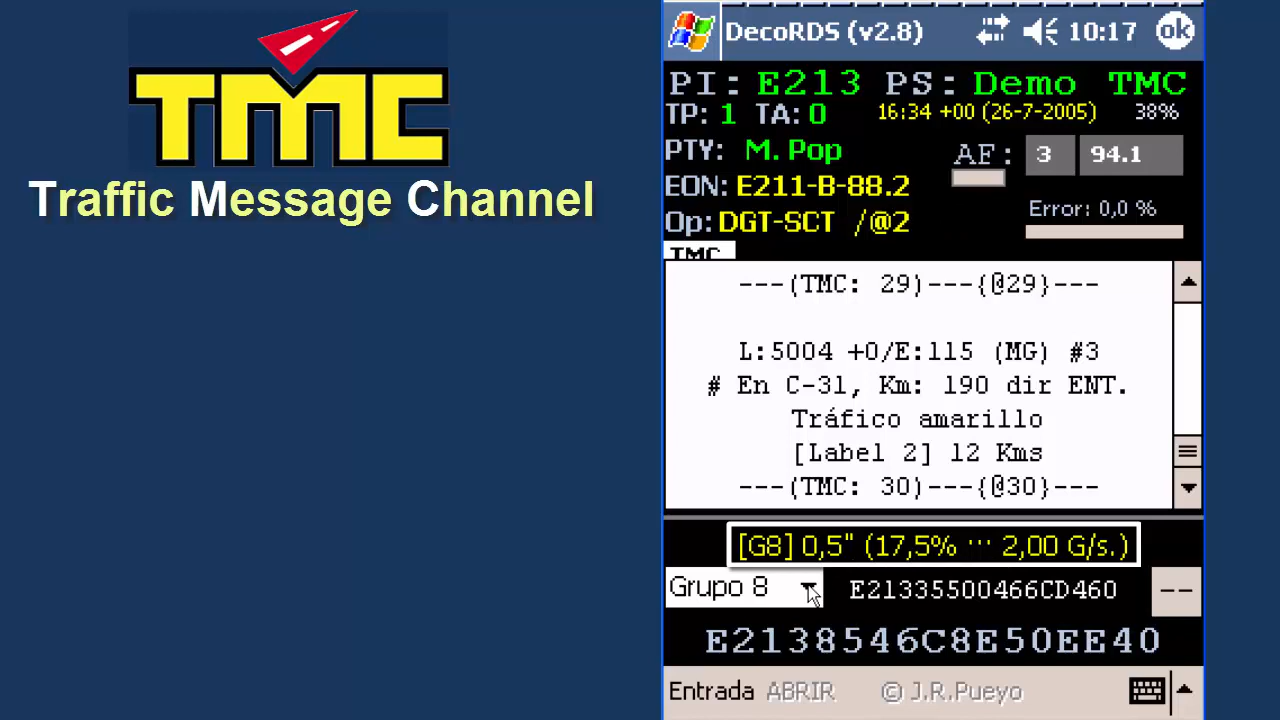 TMC
Traffic Message Channel
DecoRDS (v2.8) 10:17 ok
PI: E213 PS: Demo TMC
TP: 1 TA: 0 16:34 +00 (26-7-2005) 38%
PTY: M. Pop AF: 3 94.1
EON: E211-B-88.2
Op: DGT-SCT /@2 Error: 0,0 %
TMC
---(TMC: 29)---{@29}---
L:5004 +0/E:115 (MG) #3
# En C-31, Km: 190 dir ENT.
Tráfico amarillo
[Label 2] 12 Kms
---(TMC: 30)---{@30}---
[G8] 0,5" (17,5% ··· 2,00 G/s.)
Grupo 8 E21335500466CD460 --
E2138546C8E50EE40
Entrada ABRIR © J.R.Pueyo